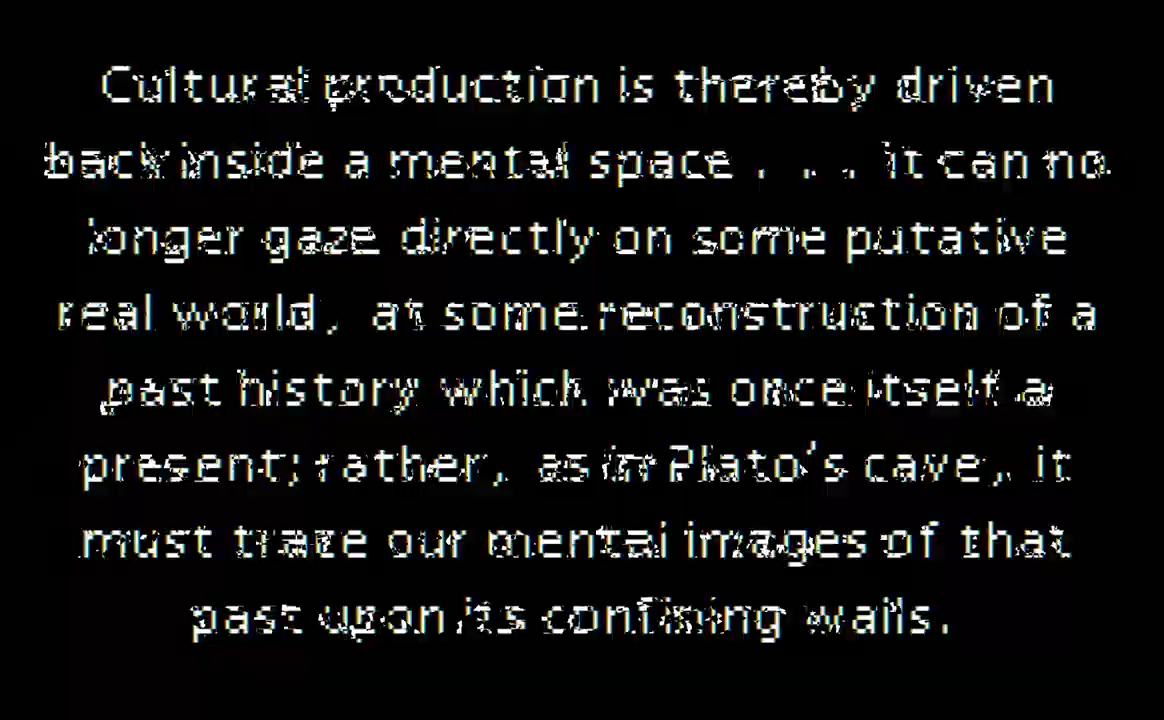 Cultural production is thereby driven
back inside a mental space . . . it can no
longer gaze directly on some putative
real world, at some reconstruction of a
past history which was once itself a
present; rather, as in Plato's cave, it
must trace our mental images of that
past upon its confining walls.